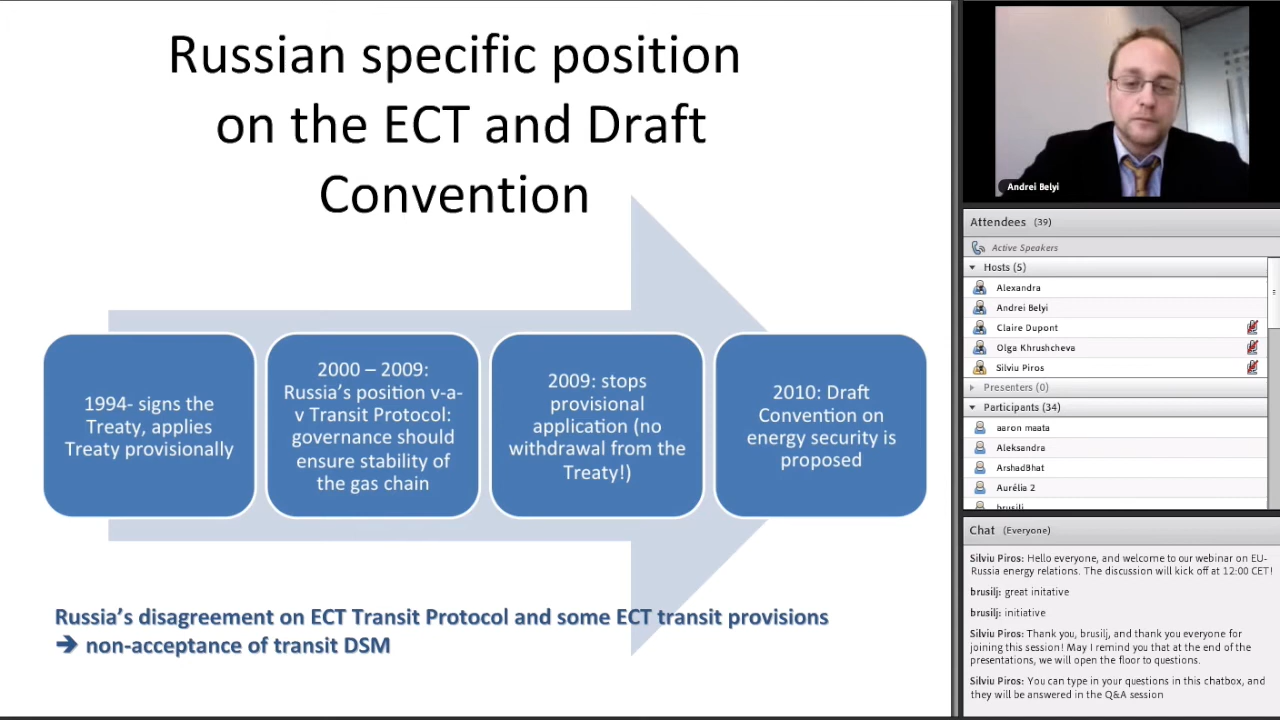 Russian specific position
on the ECT and Draft
Convention
1994- signs the
Treaty, applies
Treaty provisionally
2000 – 2009:
Russia's position v-a-
v Transit Protocol:
governance should
ensure stability of
the gas chain
2009: stops
provisional
application (no
withdrawal from the
Treaty!)
2010: Draft
Convention on
energy security is
proposed
Russia's disagreement on ECT Transit Protocol and some ECT transit provisions
➔ non-acceptance of transit DSM
Andrei Belyi
Attendees (39)
Active Speakers
Hosts (5)
Alexandra
Andrei Belyi
Claire Dupont
Olga Khrushcheva
Silviu Piros
Presenters (0)
Participants (34)
aaron maata
Aleksandra
ArshadBhat
Aurélia 2
brusilj
Chat (Everyone)
Silviu Piros: Hello everyone, and welcome to our webinar on EU-
Russia energy relations. The discussion will kick off at 12:00 CET!
brusilj: great initative
brusilj: initiative
Silviu Piros: Thank you, brusilj, and thank you everyone for
joining this session! May I remind you that at the end of the
presentations, we will open the floor to questions.
Silviu Piros: You can type in your questions in this chatbox, and
they will be answered in the Q&A session